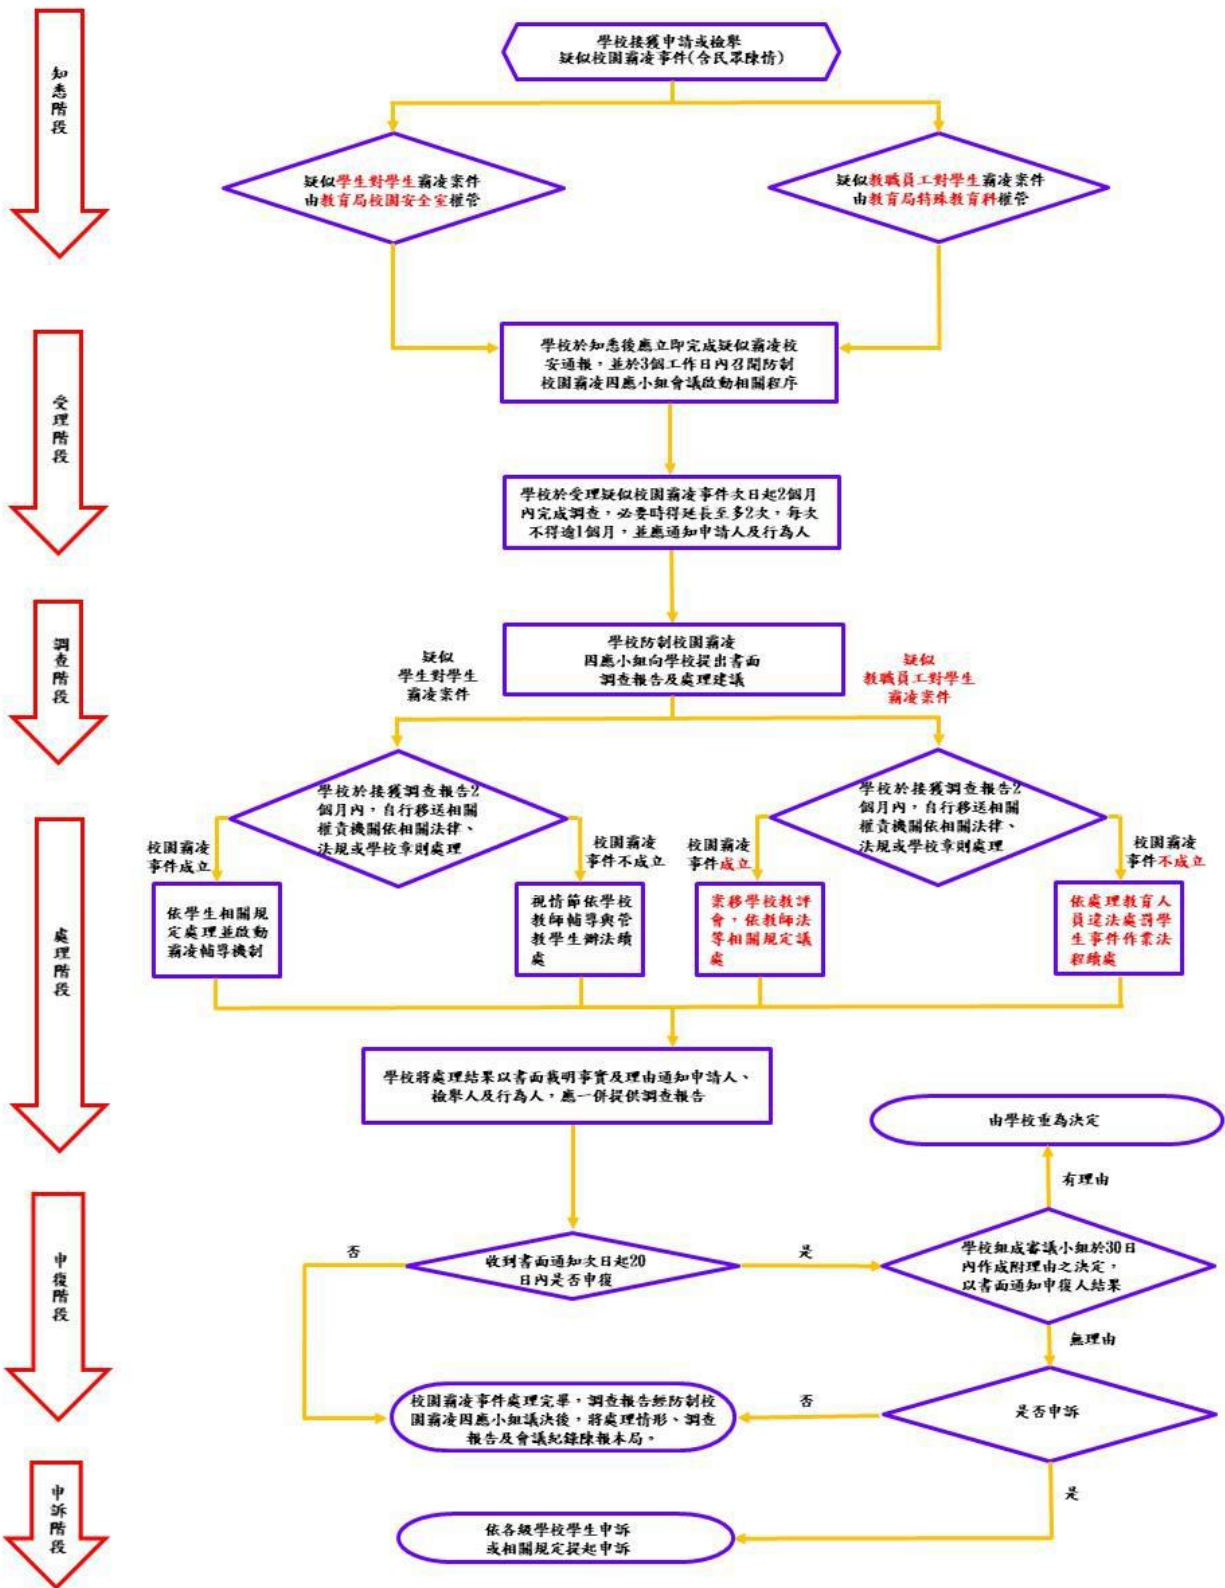 知悉階段
學校接獲申請或檢舉
疑似校園霸凌事件(含民眾陳情)
疑似學生對學生霸凌案件
由教育局校園安全室權管
疑似教職員工對學生霸凌案件
由教育局特殊教育科權管
受理階段
學校於知悉後應立即完成疑似霸凌校
安通報，並於3個工作日內召開防制
校園霸凌因應小組會議啟動相關程序
學校於受理疑似校園霸凌事件次日起2個月
內完成調查，必要時得延長至多2次，每次
不得逾1個月，並應通知申請人及行為人
調查階段
學校防制校園霸凌
因應小組向學校提出書面
調查報告及處理建議
疑似
學生對學生
霸凌案件
疑似
教職員工對學生
霸凌案件
處理階段
學校於接獲調查報告2
個月內，自行移送相關
權責機關依相關法律、
法規或學校章則處理
學校於接獲調查報告2
個月內，自行移送相關
權責機關依相關法律、
法規或學校章則處理
校園霸凌
事件成立
校園霸凌
事件不成立
校園霸凌
事件成立
校園霸凌
事件不成立
依學生相關規
定處理並啟動
霸凌輔導機制
視情節依學校
教師輔導與管
教學生辦法續
處
案移學校教評
會，依教師法
等相關規定議
處
依處理教育人
員違法處罰學
生事件作業法
程續處
學校將處理結果以書面載明事實及理由通知申請人、
檢舉人及行為人，應一併提供調查報告
由學校重為決定
有理由
申復階段
否
收到書面通知次日起20
日內是否申復
是
學校組成審議小組於30日
內作成附理由之決定，
以書面通知申復人結果
無理由
校園霸凌事件處理完畢，調查報告經防制校
園霸凌因應小組議決後，將處理情形、調查
報告及會議紀錄陳報本局。
否
是否申訴
是
申訴階段
依各級學校學生申訴
或相關規定提起申訴